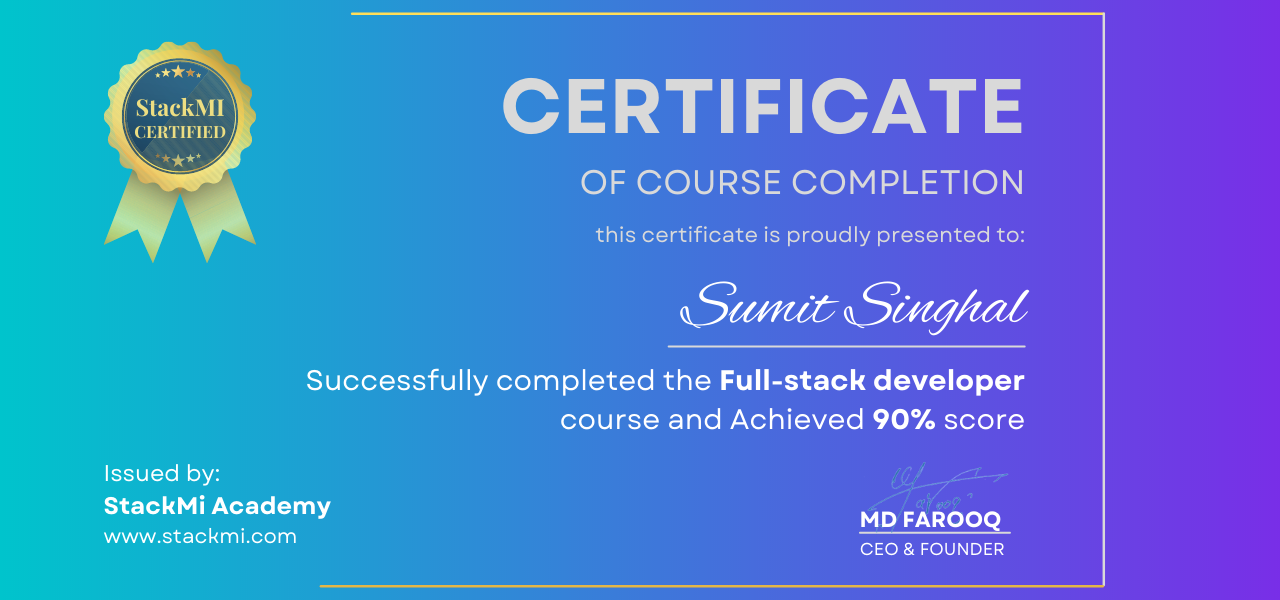 StackMI
CERTIFIED
CERTIFICATE
OF COURSE COMPLETION
this certificate is proudly presented to:
Sumit Singhal
Successfully completed the Full-stack developer
course and Achieved 90% score
Issued by:
StackMi Academy
www.stackmi.com
MD FAROOQ
CEO & FOUNDER